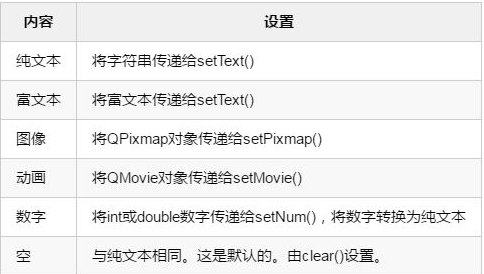 内容 设置
纯文本 将字符串传递给setText()
富文本 将富文本传递给setText()
图像 将QPixmap对象传递给setPixmap()
动画 将QMovie对象传递给setMovie()
数字 将int或double数字传递给setNum()，将数字转换为纯文本
空 与纯文本相同。这是默认的。由clear()设置。